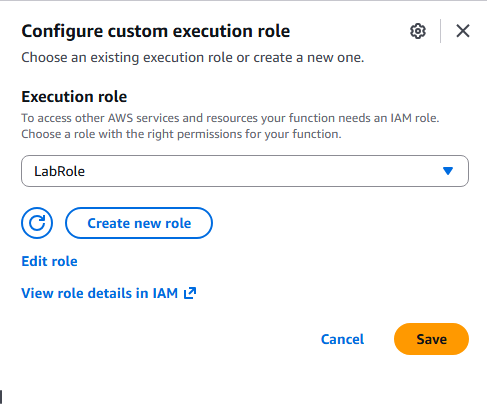 Configure custom execution role
Choose an existing execution role or create a new one.
Execution role
To access other AWS services and resources your function needs an IAM role.
Choose a role with the right permissions for your function.
LabRole
Create new role
Edit role
View role details in IAM
Cancel
Save